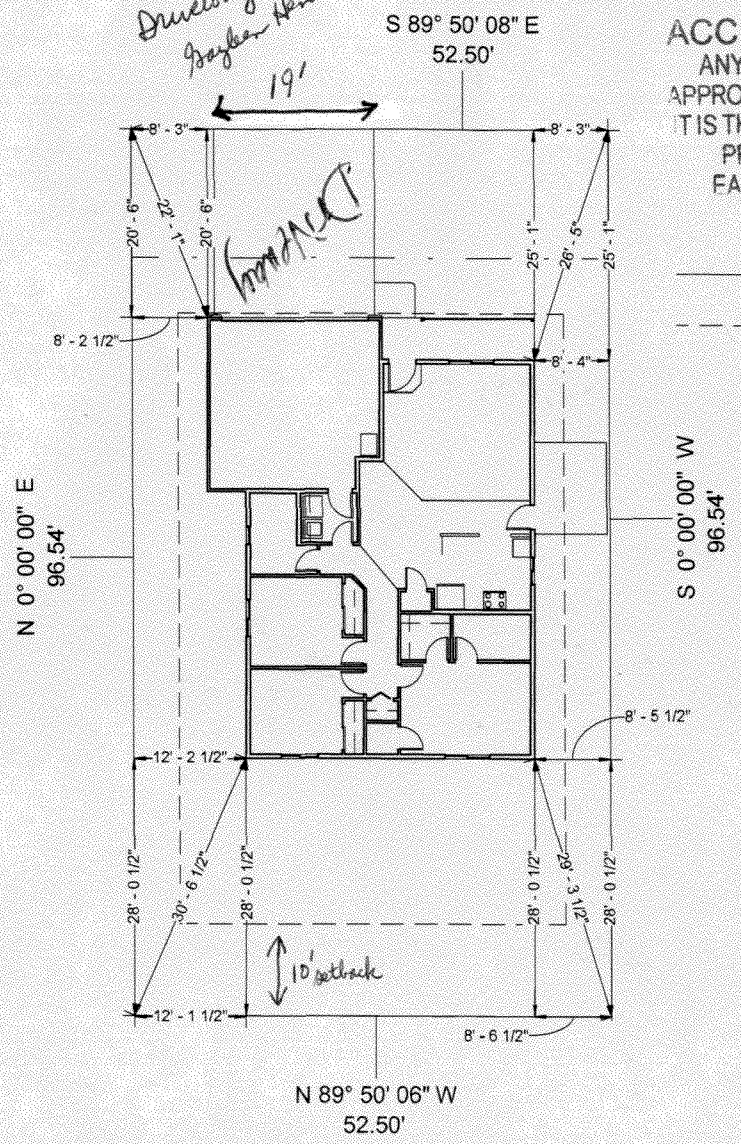 S 89° 50' 08" E
52.50'
ACC
ANY
APPRO
IT IS TH
PR
EA
19'
8' - 3"
8' - 3"
20' - 6"
22' - 1"
20' - 6"
Driveway
25' - 1"
26' - 5"
25' - 1"
8' - 2 1/2"
8' - 4"
N 0° 00' 00" E
96.54'
S 0° 00' 00" W
96.54'
8' - 5 1/2"
12' - 2 1/2"
28' - 0 1/2"
30' - 6 1/2"
28' - 0 1/2"
28' - 0 1/2"
29' - 3 1/2"
28' - 0 1/2"
10' setback
12' - 1 1/2"
8' - 6 1/2"
N 89° 50' 06" W
52.50'